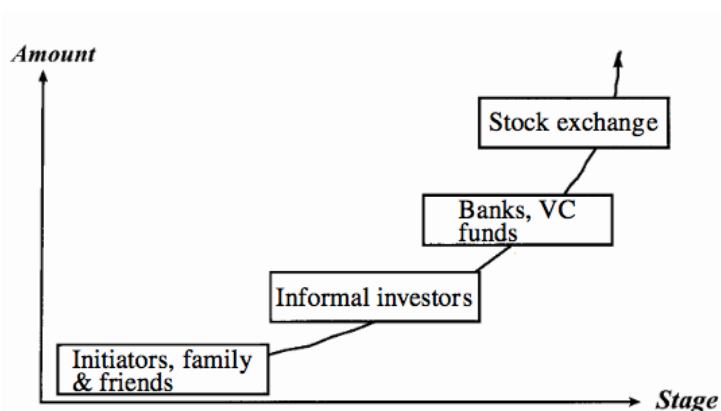 Amount
Stock exchange
Banks, VC
funds
Informal investors
Initiators, family
& friends
Stage